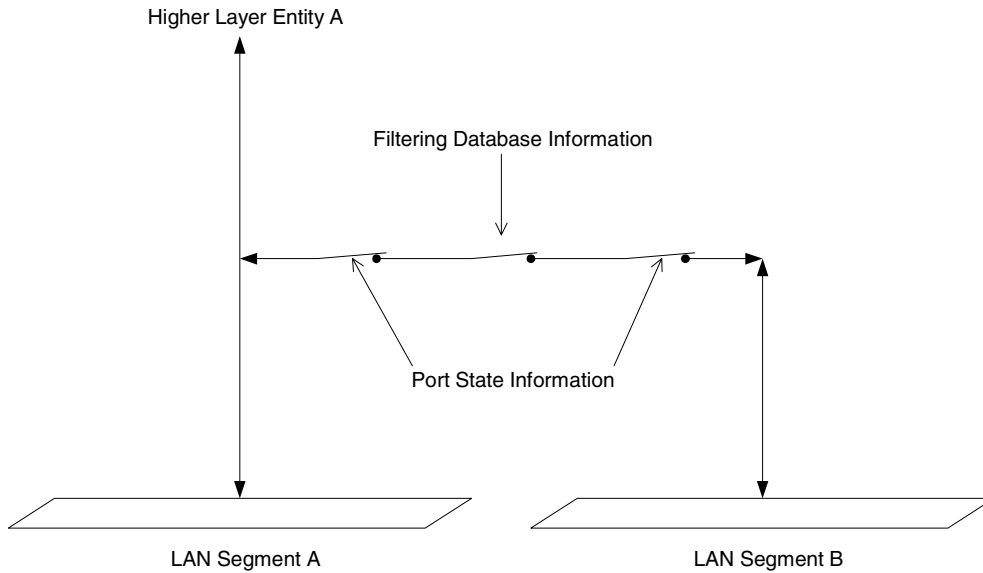 Higher Layer Entity A
Filtering Database Information
Port State Information
LAN Segment A
LAN Segment B